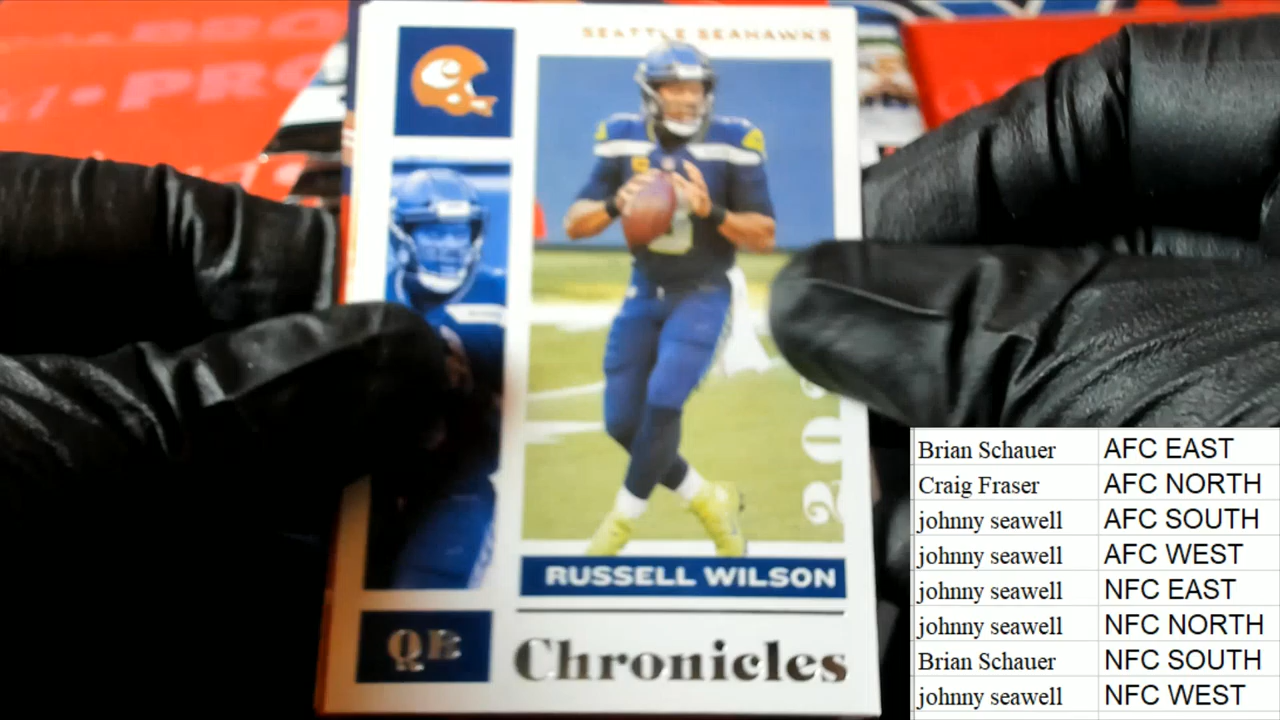 PRO
SEATTLE SEAHAWKS
RUSSELL WILSON
QB
Chronicles
Brian Schauer AFC EAST
Craig Fraser AFC NORTH
johnny seawell AFC SOUTH
johnny seawell AFC WEST
johnny seawell NFC EAST
johnny seawell NFC NORTH
Brian Schauer NFC SOUTH
johnny seawell NFC WEST